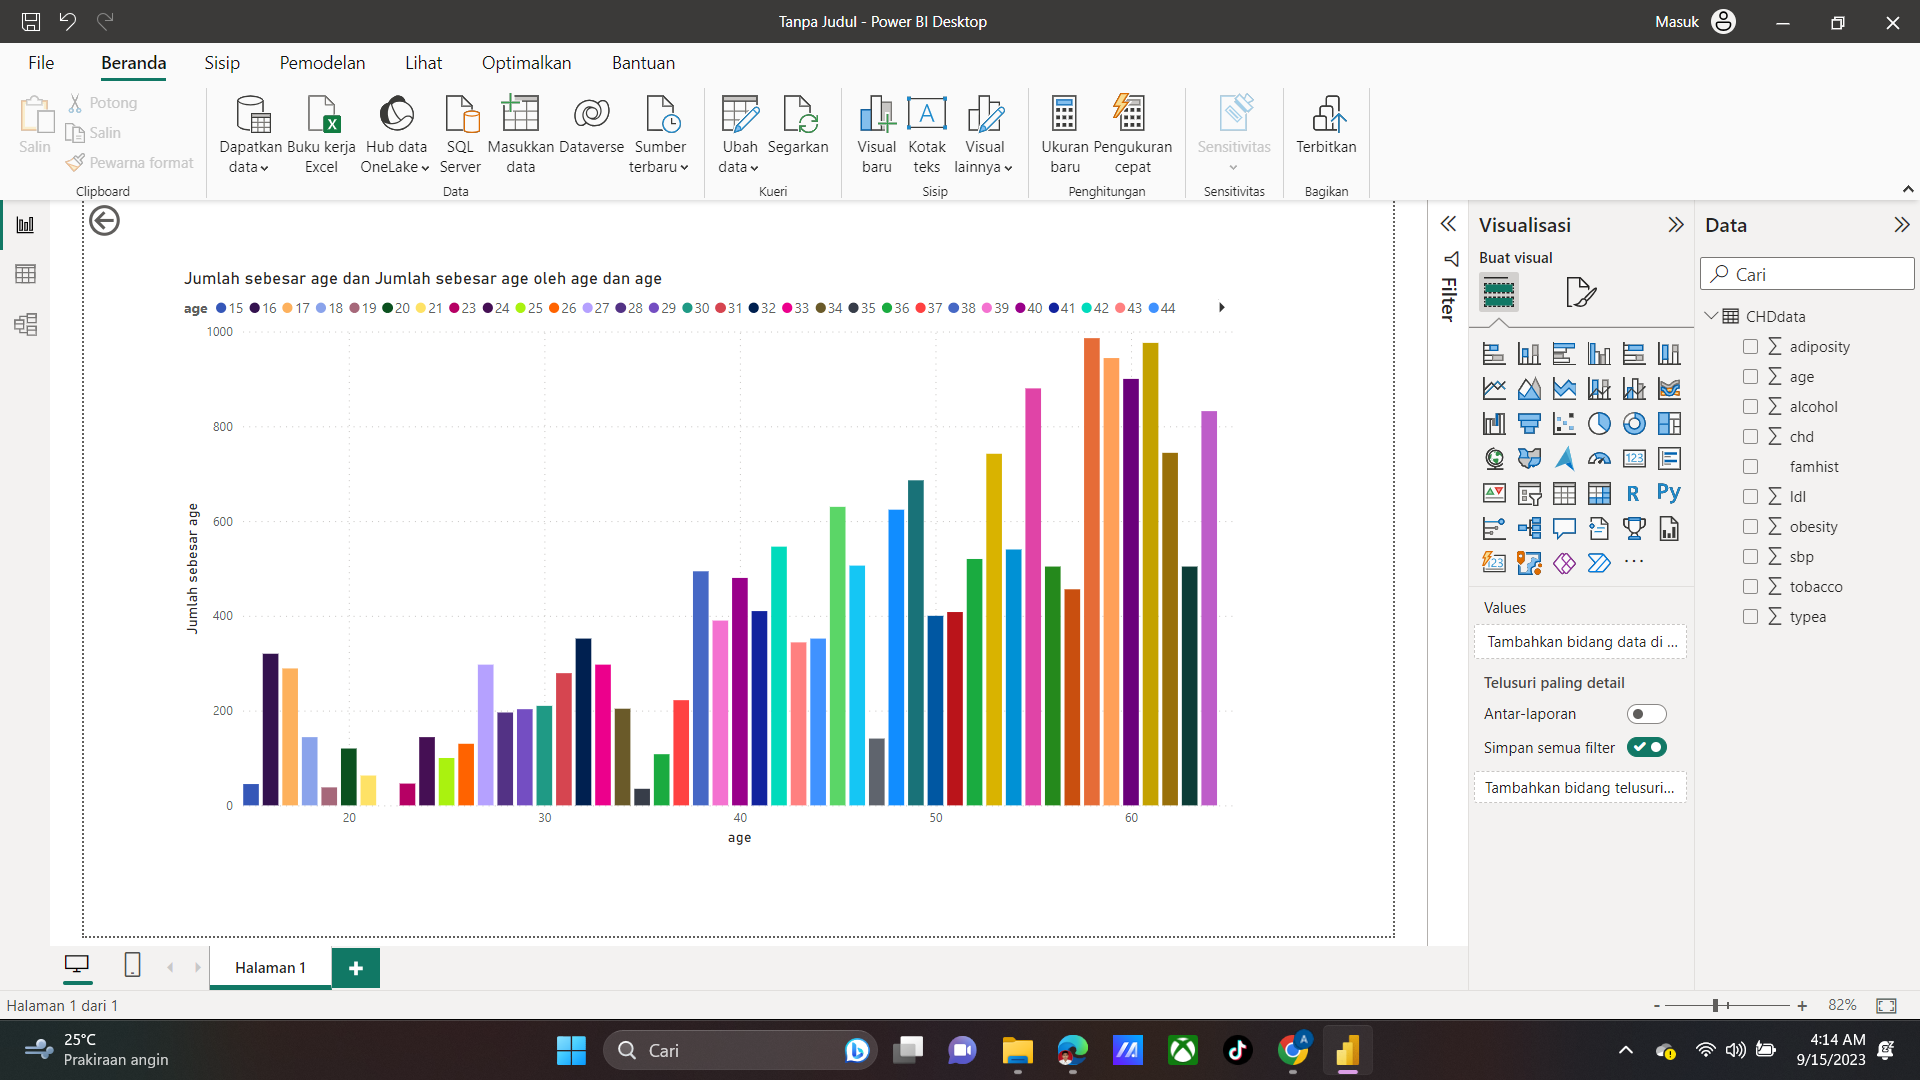 Tanpa Judul - Power BI Desktop
Masuk
File
Beranda
Sisip
Pemodelan
Lihat
Optimalkan
Bantuan
Salin
Potong
Salin
Pewarna format
Clipboard
Dapatkan data
Buku kerja Excel
Hub data OneLake
SQL Server
Masukkan data
Dataverse
Sumber terbaru
Data
Ubah data
Segarkan
Kueri
Visual baru
Kotak teks
Visual lainnya
Sisip
Ukuran baru
Pengukuran cepat
Penghitungan
Sensitivitas
Sensitivitas
Terbitkan
Bagikan
Jumlah sebesar age dan Jumlah sebesar age oleh age dan age
age 15 16 17 18 19 20 21 23 24 25 26 27 28 29 30 31 32 33 34 35 36 37 38 39 40 41 42 43 44
1000
800
600
400
200
0
Jumlah sebesar age
20 30 40 50 60
age
Filter
Visualisasi
Buat visual
123
R
Py
123
Values
Tambahkan bidang data di ...
Telusuri paling detail
Antar-laporan
Simpan semua filter
Tambahkan bidang telusuri...
Data
Cari
CHDdata
adiposity
age
alcohol
chd
famhist
ldl
obesity
sbp
tobacco
typea
Halaman 1
Halaman 1 dari 1
- + 82%
25°C
Prakiraan angin
Cari
A
4:14 AM
9/15/2023